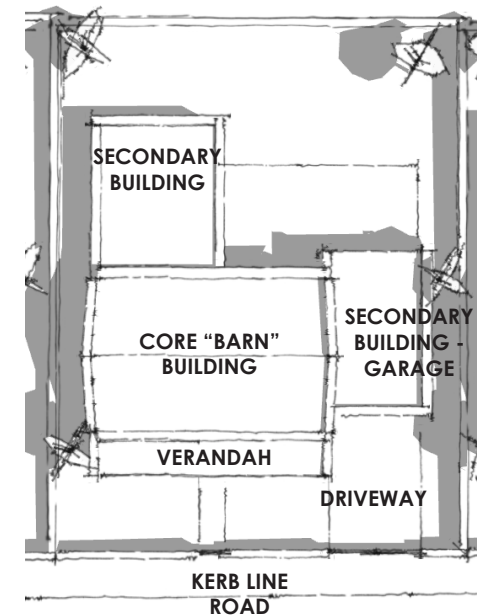 SECONDARY
BUILDING
CORE “BARN”
BUILDING
SECONDARY
BUILDING -
GARAGE
VERANDAH
DRIVEWAY
KERB LINE
ROAD